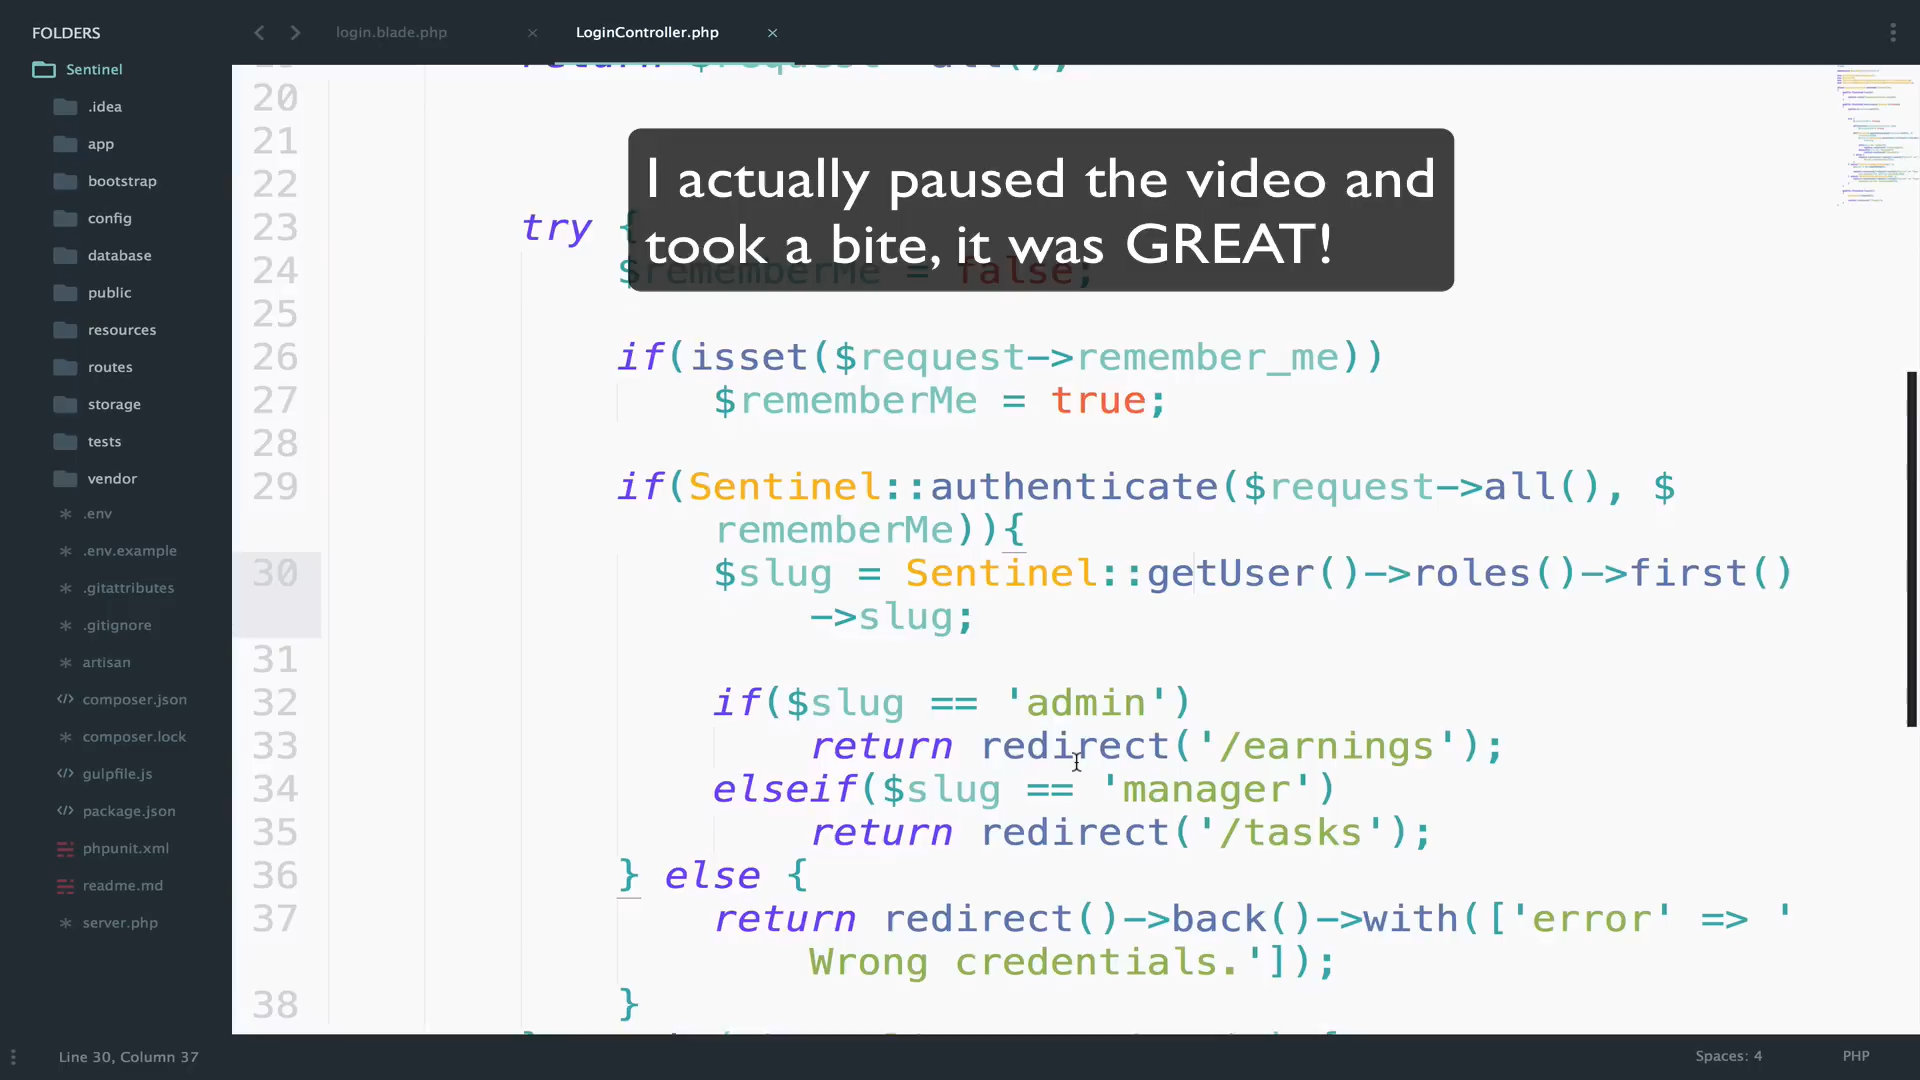 FOLDERS
login.blade.php
LoginController.php
Sentinel
.idea
app
bootstrap
config
database
public
resources
routes
storage
tests
vendor
.env
.env.example
.gitattributes
.gitignore
artisan
composer.json
composer.lock
gulpfile.js
package.json
phpunit.xml
readme.md
server.php
20
21
22
I actually paused the video and
took a bite, it was GREAT!
23 try {
24 $rememberMe = false;
25
26 if(isset($request->remember_me))
27 $rememberMe = true;
28
29 if(Sentinel::authenticate($request->all(), $
rememberMe)){
30 $slug = Sentinel::getUser()->roles()->first()
->slug;
31
32 if($slug == 'admin')
33 return redirect('/earnings');
34 elseif($slug == 'manager')
35 return redirect('/tasks');
36 } else {
37 return redirect()->back()->with(['error' => '
Wrong credentials.']);
38 }
Line 30, Column 37
Spaces: 4
PHP